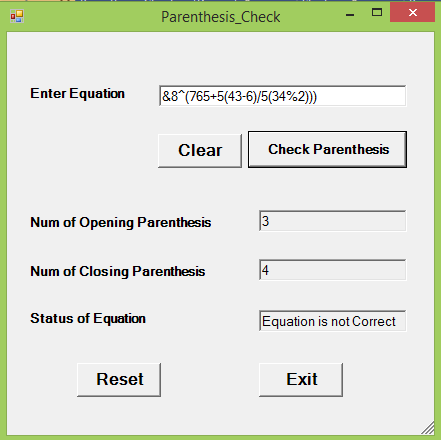 Parenthesis_Check
Enter Equation &8^(765+5(43-6)/5(34%2)))
Clear Check Parenthesis
Num of Opening Parenthesis 3
Num of Closing Parenthesis 4
Status of Equation Equation is not Correct
Reset Exit